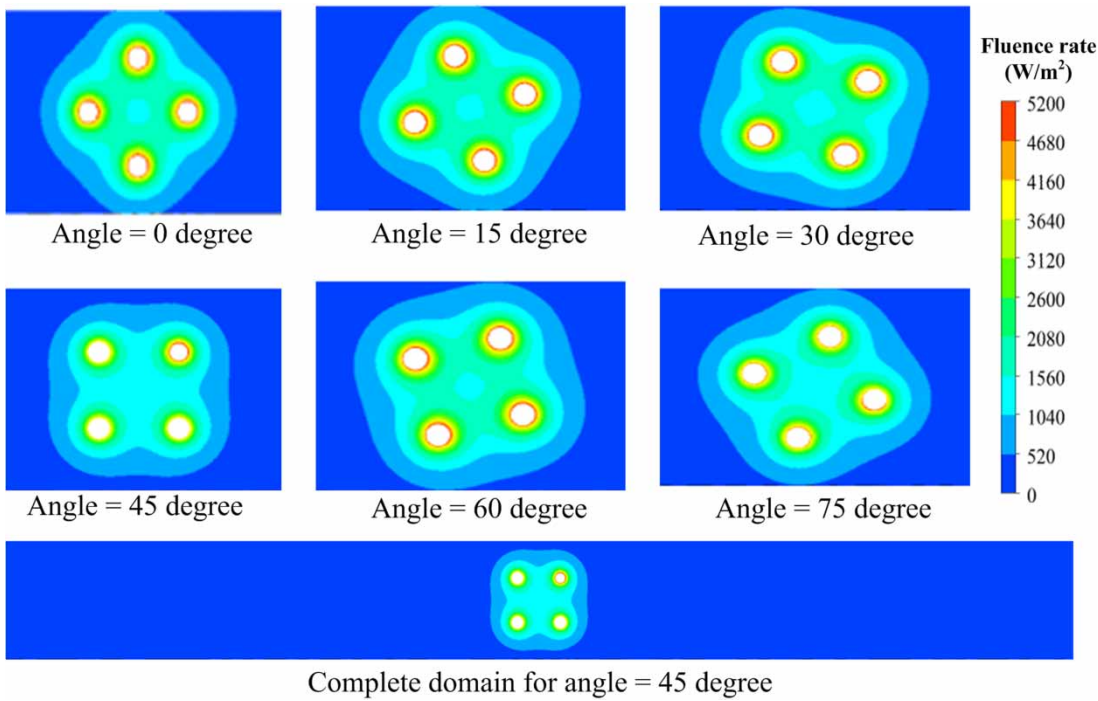 Fluence rate
(W/m²)
5200
4680
4160
3640
3120
2600
2080
1560
1040
520
0
Angle = 0 degree
Angle = 15 degree
Angle = 30 degree
Angle = 45 degree
Angle = 60 degree
Angle = 75 degree
Complete domain for angle = 45 degree